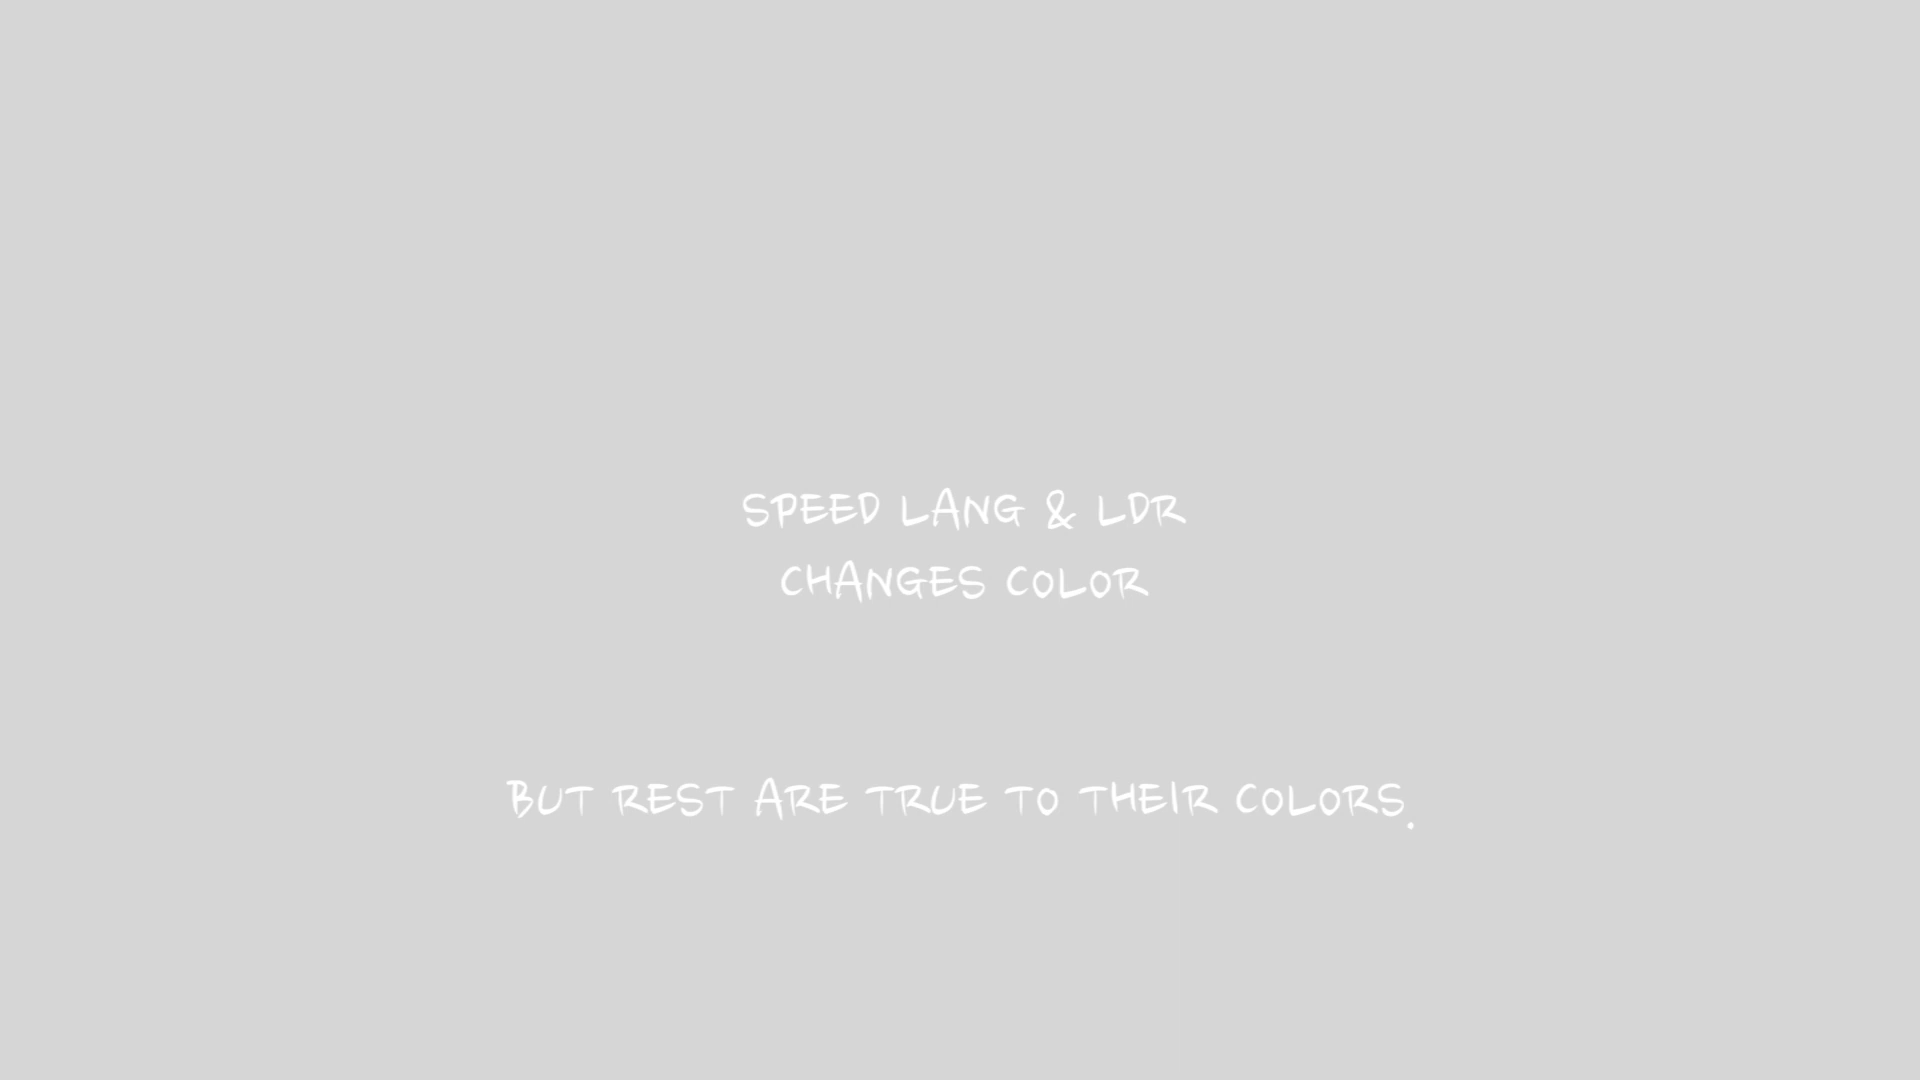 SPEED LANG & LDR
CHANGES COLOR
BUT REST ARE TRUE TO THEIR COLORS.